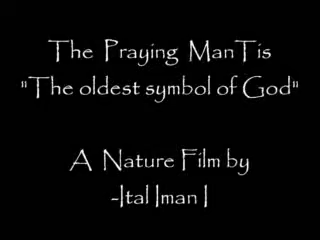 The Praying ManTis
"The oldest symbol of God"
A Nature Film by
-Ital Iman I